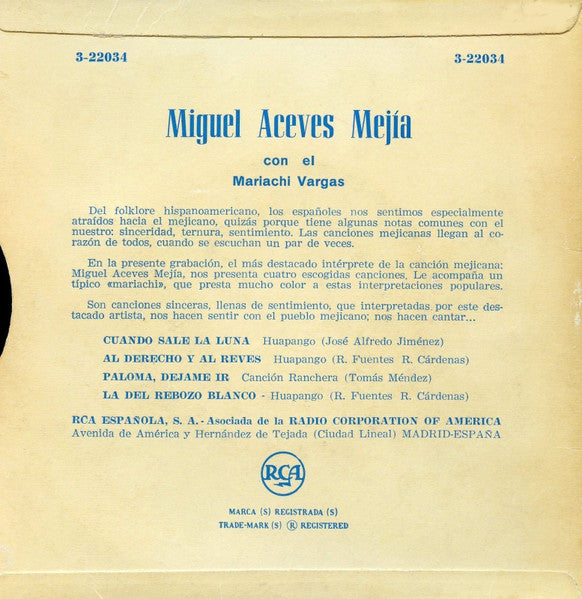 3-22034 3-22034
Miguel Aceves Mejía
con el
Mariachi Vargas
Del folklore hispanoamericano, los españoles nos sentimos especialmente
atraídos hacia el mejicano, quizás porque tiene algunas notas comunes con el
nuestro: sinceridad, ternura, sentimiento. Las canciones mejicanas llegan al co-
razón de todos, cuando se escuchan un par de veces.
En la presente grabación, el más destacado intérprete de la canción mejicana:
Miguel Aceves Mejía, nos presenta cuatro escogidas canciones. Le acompaña un
típico «mariachi», que presta mucho color a estas interpretaciones populares.
Son canciones sinceras, llenas de sentimiento, que interpretadas por este des-
tacado artista, nos hacen sentir con el pueblo mejicano; nos hacen cantar...
CUANDO SALE LA LUNA Huapango (José Alfredo Jiménez)
AL DERECHO Y AL REVES Huapango (R. Fuentes R. Cárdenas)
PALOMA, DEJAME IR Canción Ranchera (Tomás Méndez)
LA DEL REBOZO BLANCO - Huapango (R. Fuentes R. Cárdenas)
RCA ESPAÑOLA, S. A. - Asociada de la RADIO CORPORATION OF AMERICA
Avenida de América y Hernández de Tejada (Ciudad Lineal) MADRID-ESPAÑA
RCA
MARCA (S) REGISTRADA (S)
TRADE-MARK (S) ® REGISTERED